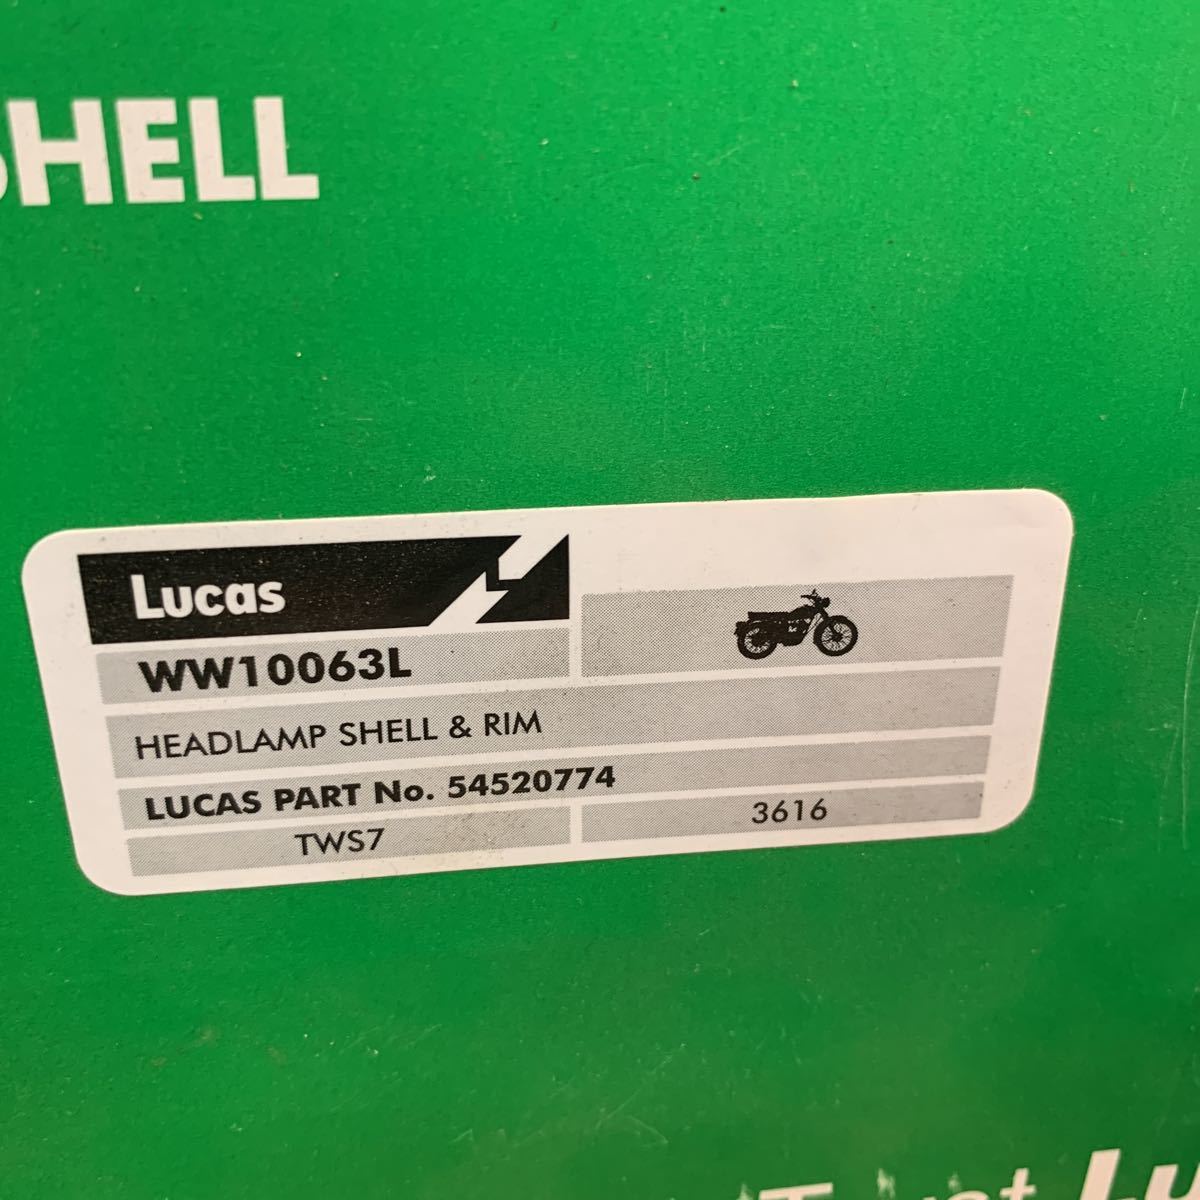 SHELL
Lucas
WW10063L
HEADLAMP SHELL & RIM
LUCAS PART No. 54520774
TWS7
3616